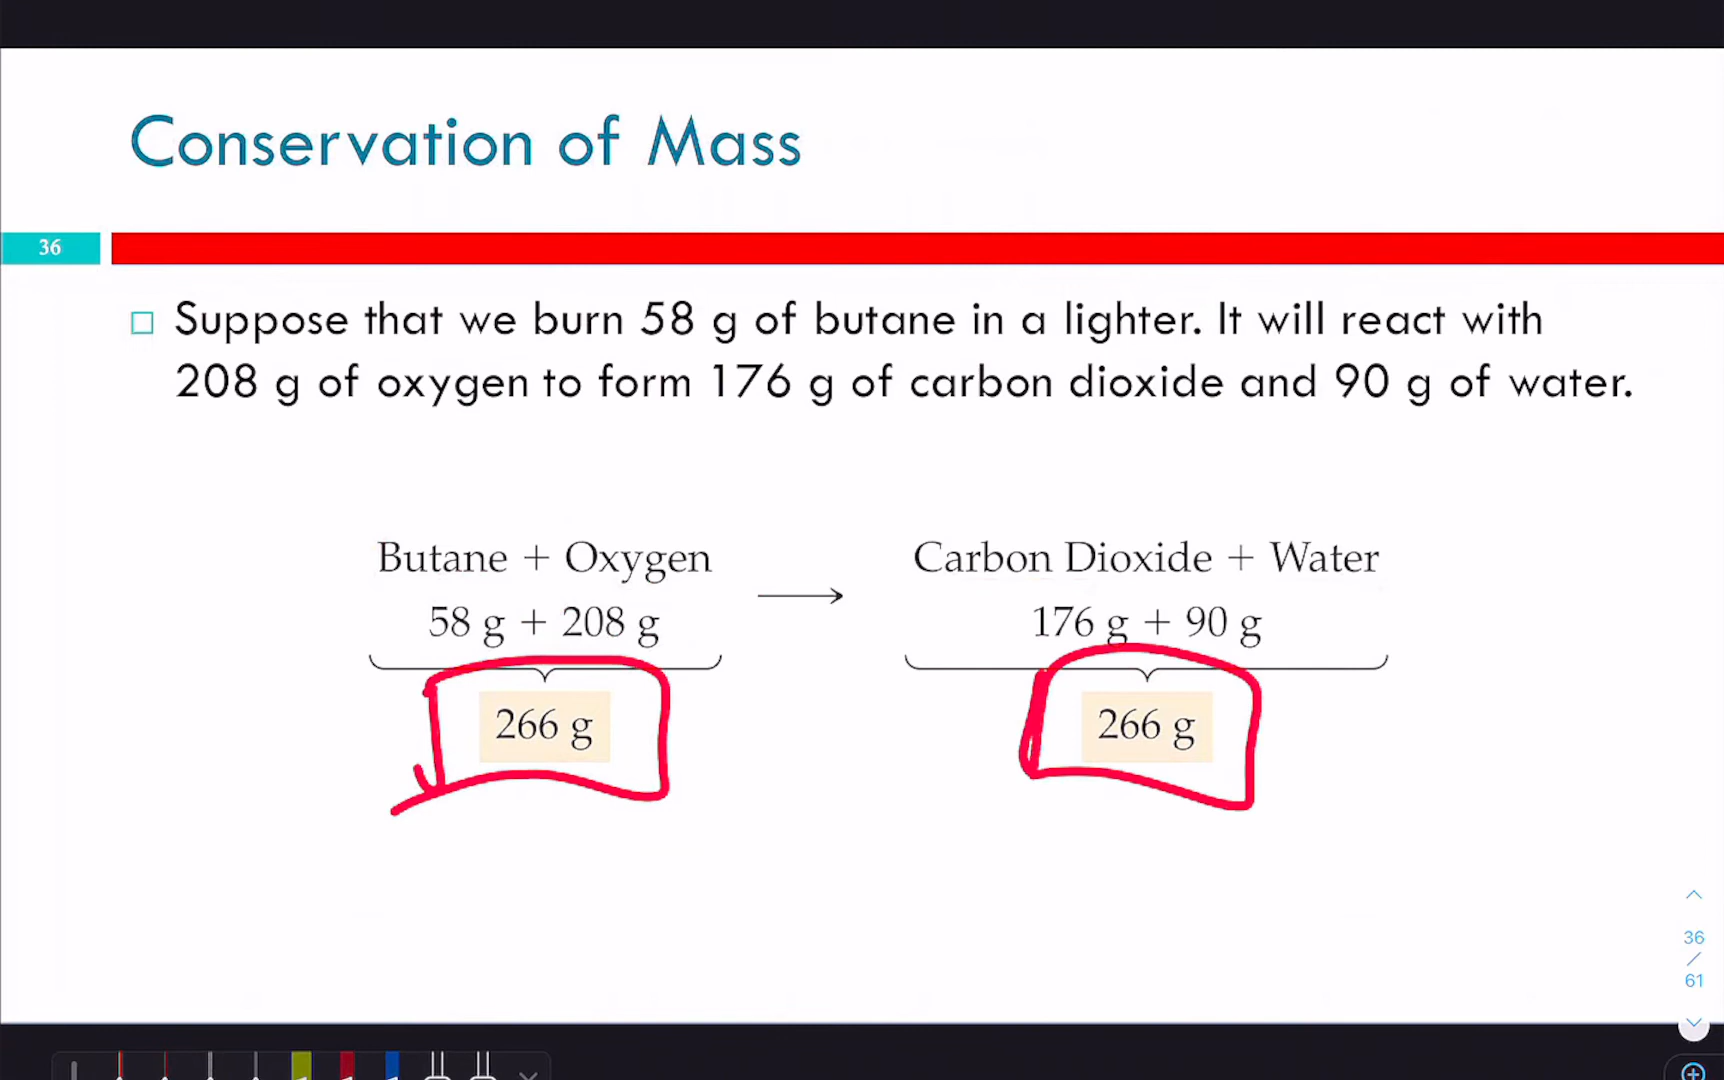 Conservation of Mass
36
Suppose that we burn 58 g of butane in a lighter. It will react with
208 g of oxygen to form 176 g of carbon dioxide and 90 g of water.
Butane + Oxygen ⟶ Carbon Dioxide + Water
58 g + 208 g 176 g + 90 g
266 g 266 g
36
/
61